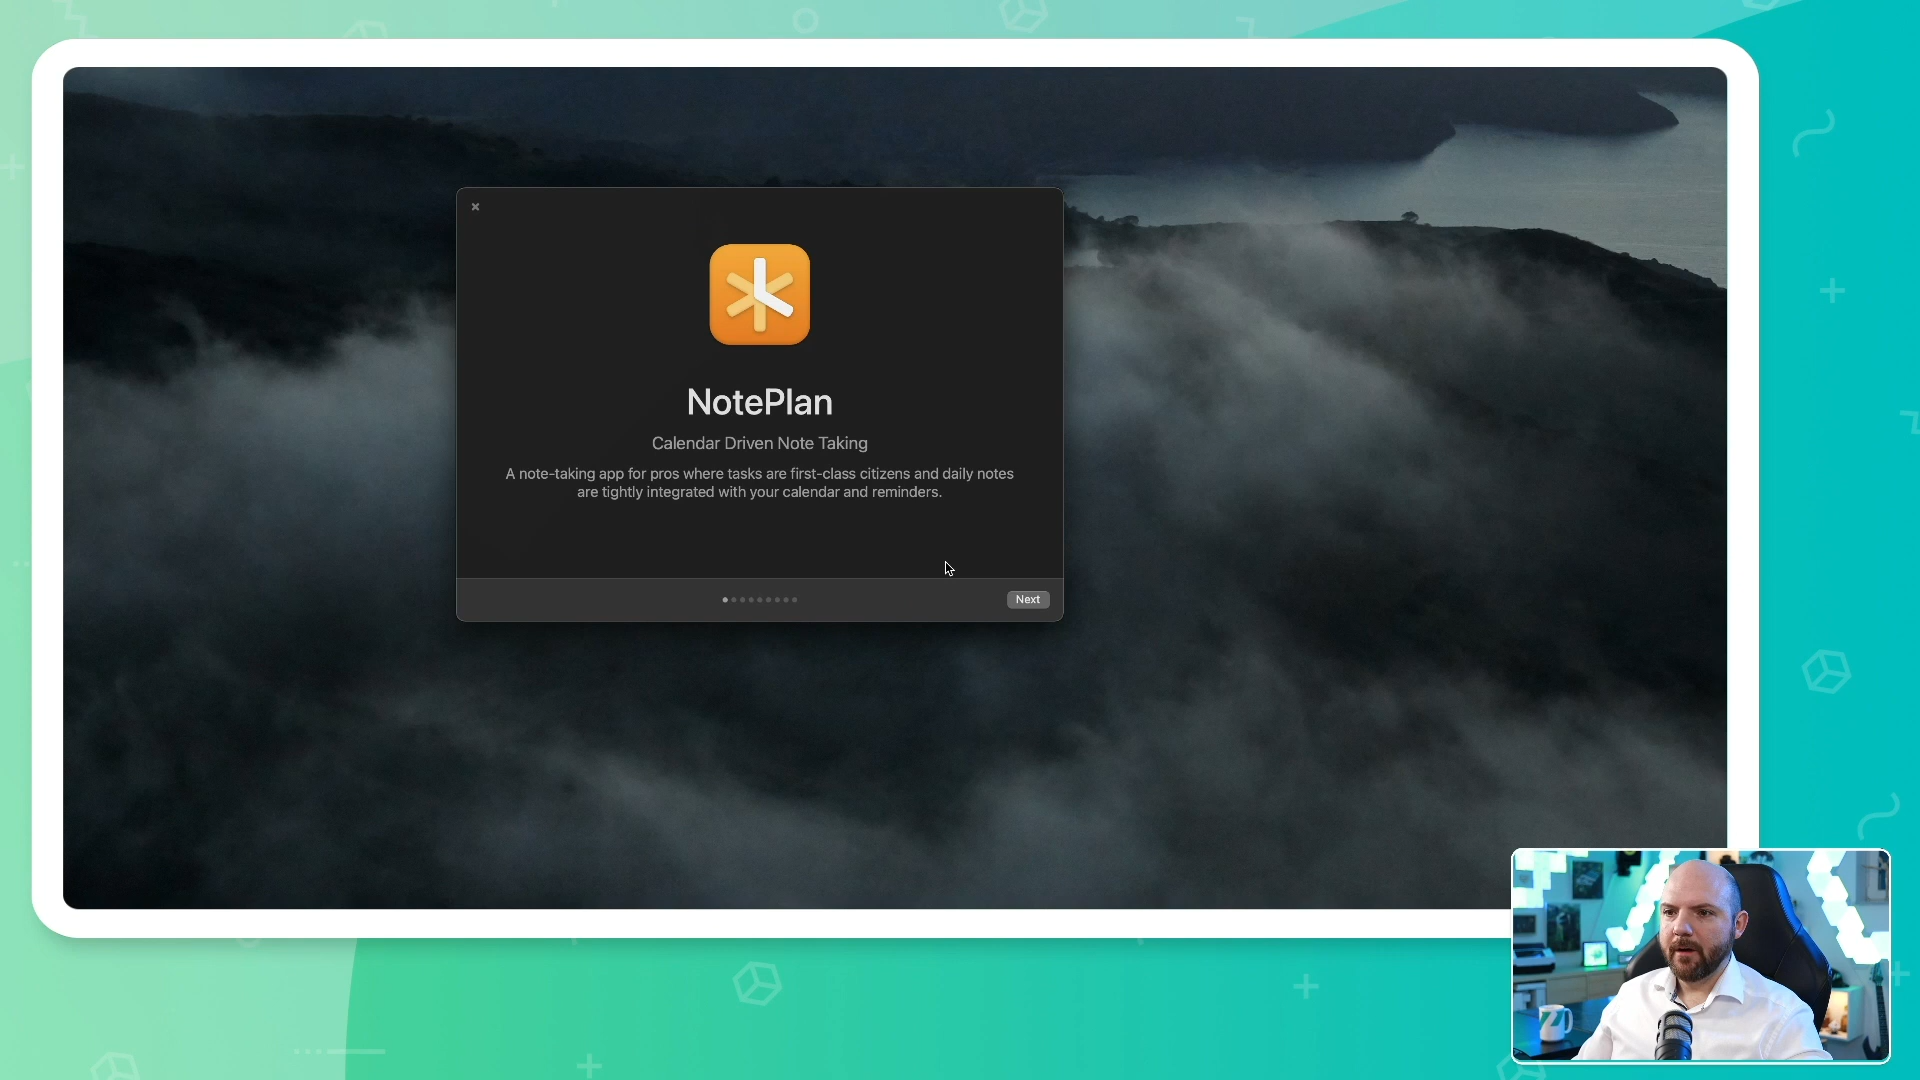 NotePlan
Calendar Driven Note Taking
A note-taking app for pros where tasks are first-class citizens and daily notes
are tightly integrated with your calendar and reminders.
Next